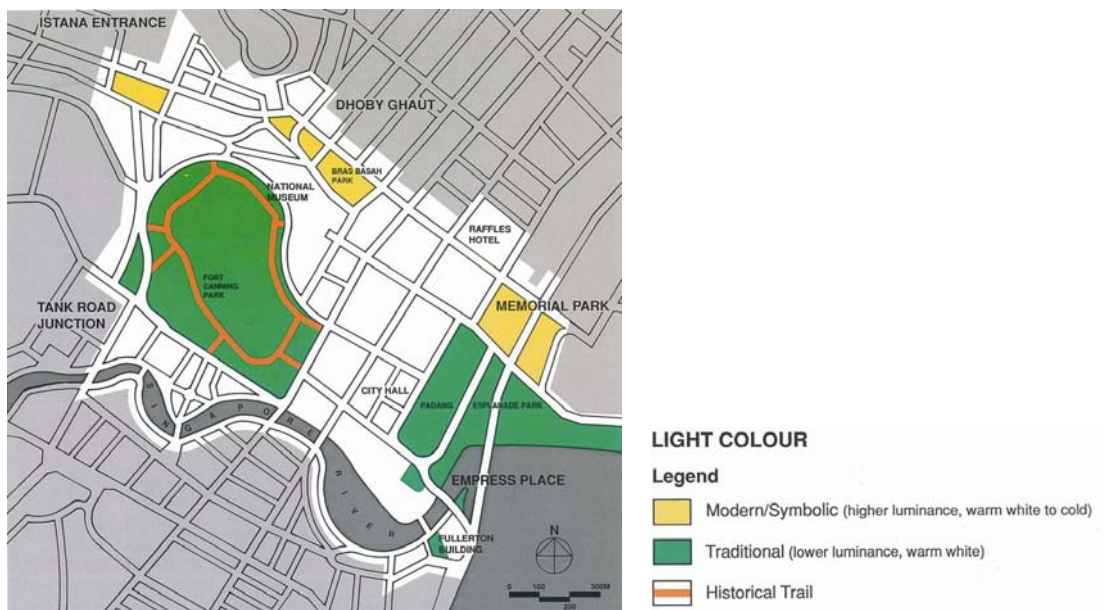 ISTANA ENTRANCE
DHOBY GHAUT
BRAS BASAH
PARK
NATIONAL
MUSEUM
RAFFLES
HOTEL
FORT
CANNING
PARK
TANK ROAD
JUNCTION
MEMORIAL PARK
CITY HALL
PADANG
ESPLANADE PARK
SINGAPORE
RIVER
EMPRESS PLACE
FULLERTON
BUILDING
N
0 100 300M
200
LIGHT COLOUR
Legend
Modern/Symbolic (higher luminance, warm white to cold)
Traditional (lower luminance, warm white)
Historical Trail